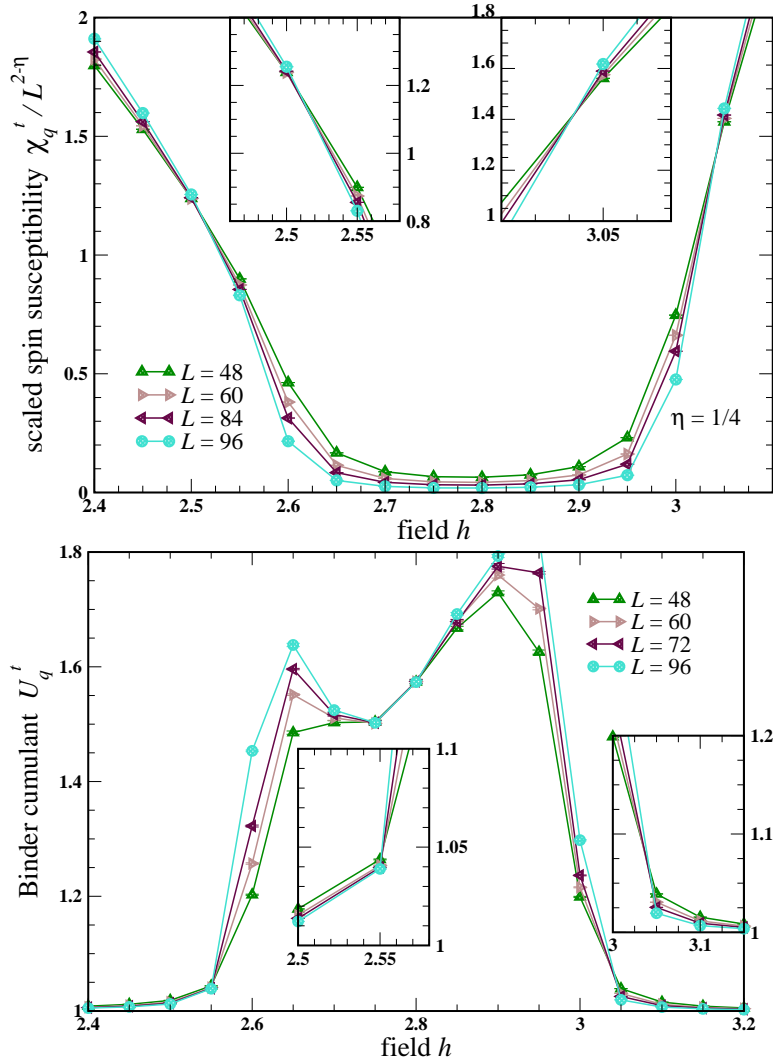 scaled spin susceptibility χ_q^t / L^{2-η}
2
1.5
1
0.5
0
1.2
1
0.8
2.5 2.55
1.8
1.6
1.4
1.2
1
3.05
L = 48
L = 60
L = 84
L = 96
η = 1/4
2.4 2.5 2.6 2.7 2.8 2.9 3
field h
Binder cumulant U_q^t
1.8
1.6
1.4
1.2
1
L = 48
L = 60
L = 72
L = 96
1.1
1.05
1
2.5 2.55
1.2
1.1
1
3 3.1
2.4 2.6 2.8 3 3.2
field h